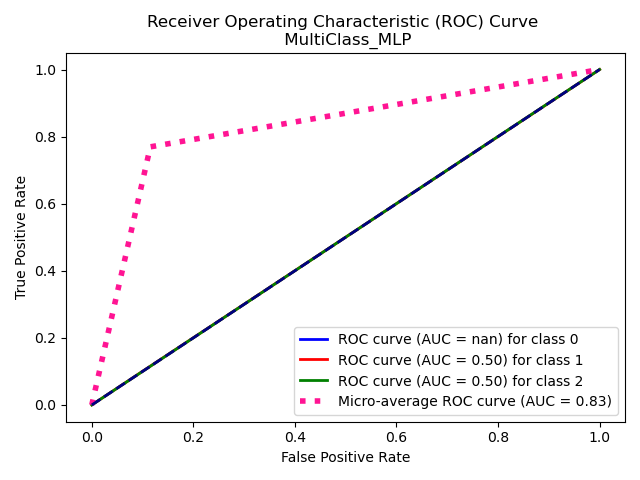 Receiver Operating Characteristic (ROC) Curve
MultiClass_MLP
1.0
0.8
0.6
0.4
0.2
0.0
True Positive Rate
ROC curve (AUC = nan) for class 0
ROC curve (AUC = 0.50) for class 1
ROC curve (AUC = 0.50) for class 2
Micro-average ROC curve (AUC = 0.83)
0.0 0.2 0.4 0.6 0.8 1.0
False Positive Rate